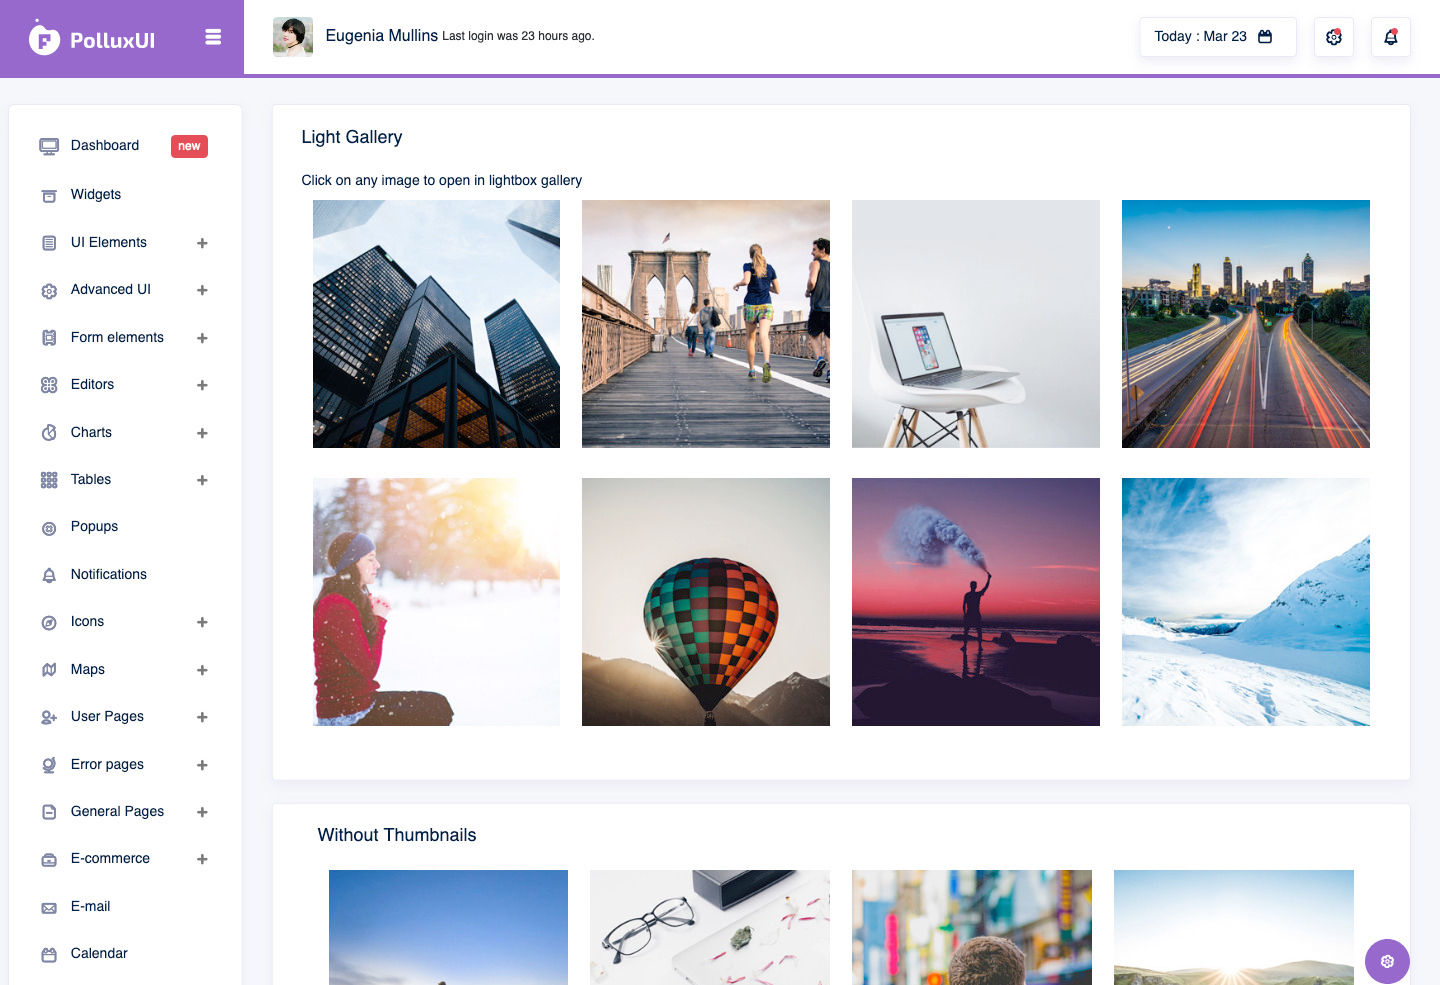 PolluxUI
Eugenia Mullins Last login was 23 hours ago.
Today : Mar 23
Dashboard new
Widgets
UI Elements
Advanced UI
Form elements
Editors
Charts
Tables
Popups
Notifications
Icons
Maps
User Pages
Error pages
General Pages
E-commerce
E-mail
Calendar
Light Gallery
Click on any image to open in lightbox gallery
Without Thumbnails